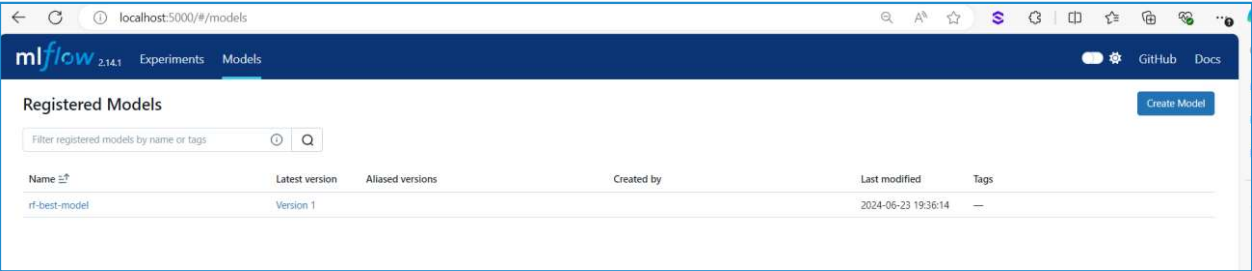 localhost:5000/#/models
mlflow 2.14.1 Experiments Models GitHub Docs
Registered Models Create Model
Filter registered models by name or tags
Name Latest version Aliased versions Created by Last modified Tags
rf-best-model Version 1 2024-06-23 19:36:14 —